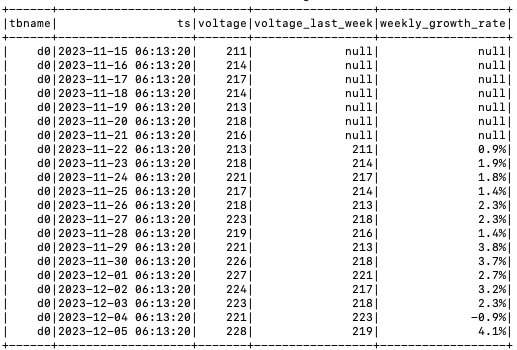 +------+-------------------+-------+-----------------+------------------+
|tbname|                 ts|voltage|voltage_last_week|weekly_growth_rate|
+------+-------------------+-------+-----------------+------------------+
|    d0|2023-11-15 06:13:20|    211|             null|              null|
|    d0|2023-11-16 06:13:20|    214|             null|              null|
|    d0|2023-11-17 06:13:20|    217|             null|              null|
|    d0|2023-11-18 06:13:20|    214|             null|              null|
|    d0|2023-11-19 06:13:20|    213|             null|              null|
|    d0|2023-11-20 06:13:20|    218|             null|              null|
|    d0|2023-11-21 06:13:20|    216|             null|              null|
|    d0|2023-11-22 06:13:20|    213|              211|              0.9%|
|    d0|2023-11-23 06:13:20|    218|              214|              1.9%|
|    d0|2023-11-24 06:13:20|    221|              217|              1.8%|
|    d0|2023-11-25 06:13:20|    217|              214|              1.4%|
|    d0|2023-11-26 06:13:20|    218|              213|              2.3%|
|    d0|2023-11-27 06:13:20|    223|              218|              2.3%|
|    d0|2023-11-28 06:13:20|    219|              216|              1.4%|
|    d0|2023-11-29 06:13:20|    221|              213|              3.8%|
|    d0|2023-11-30 06:13:20|    226|              218|              3.7%|
|    d0|2023-12-01 06:13:20|    227|              221|              2.7%|
|    d0|2023-12-02 06:13:20|    224|              217|              3.2%|
|    d0|2023-12-03 06:13:20|    223|              218|              2.3%|
|    d0|2023-12-04 06:13:20|    221|              223|             -0.9%|
|    d0|2023-12-05 06:13:20|    228|              219|              4.1%|
+------+-------------------+-------+-----------------+------------------+